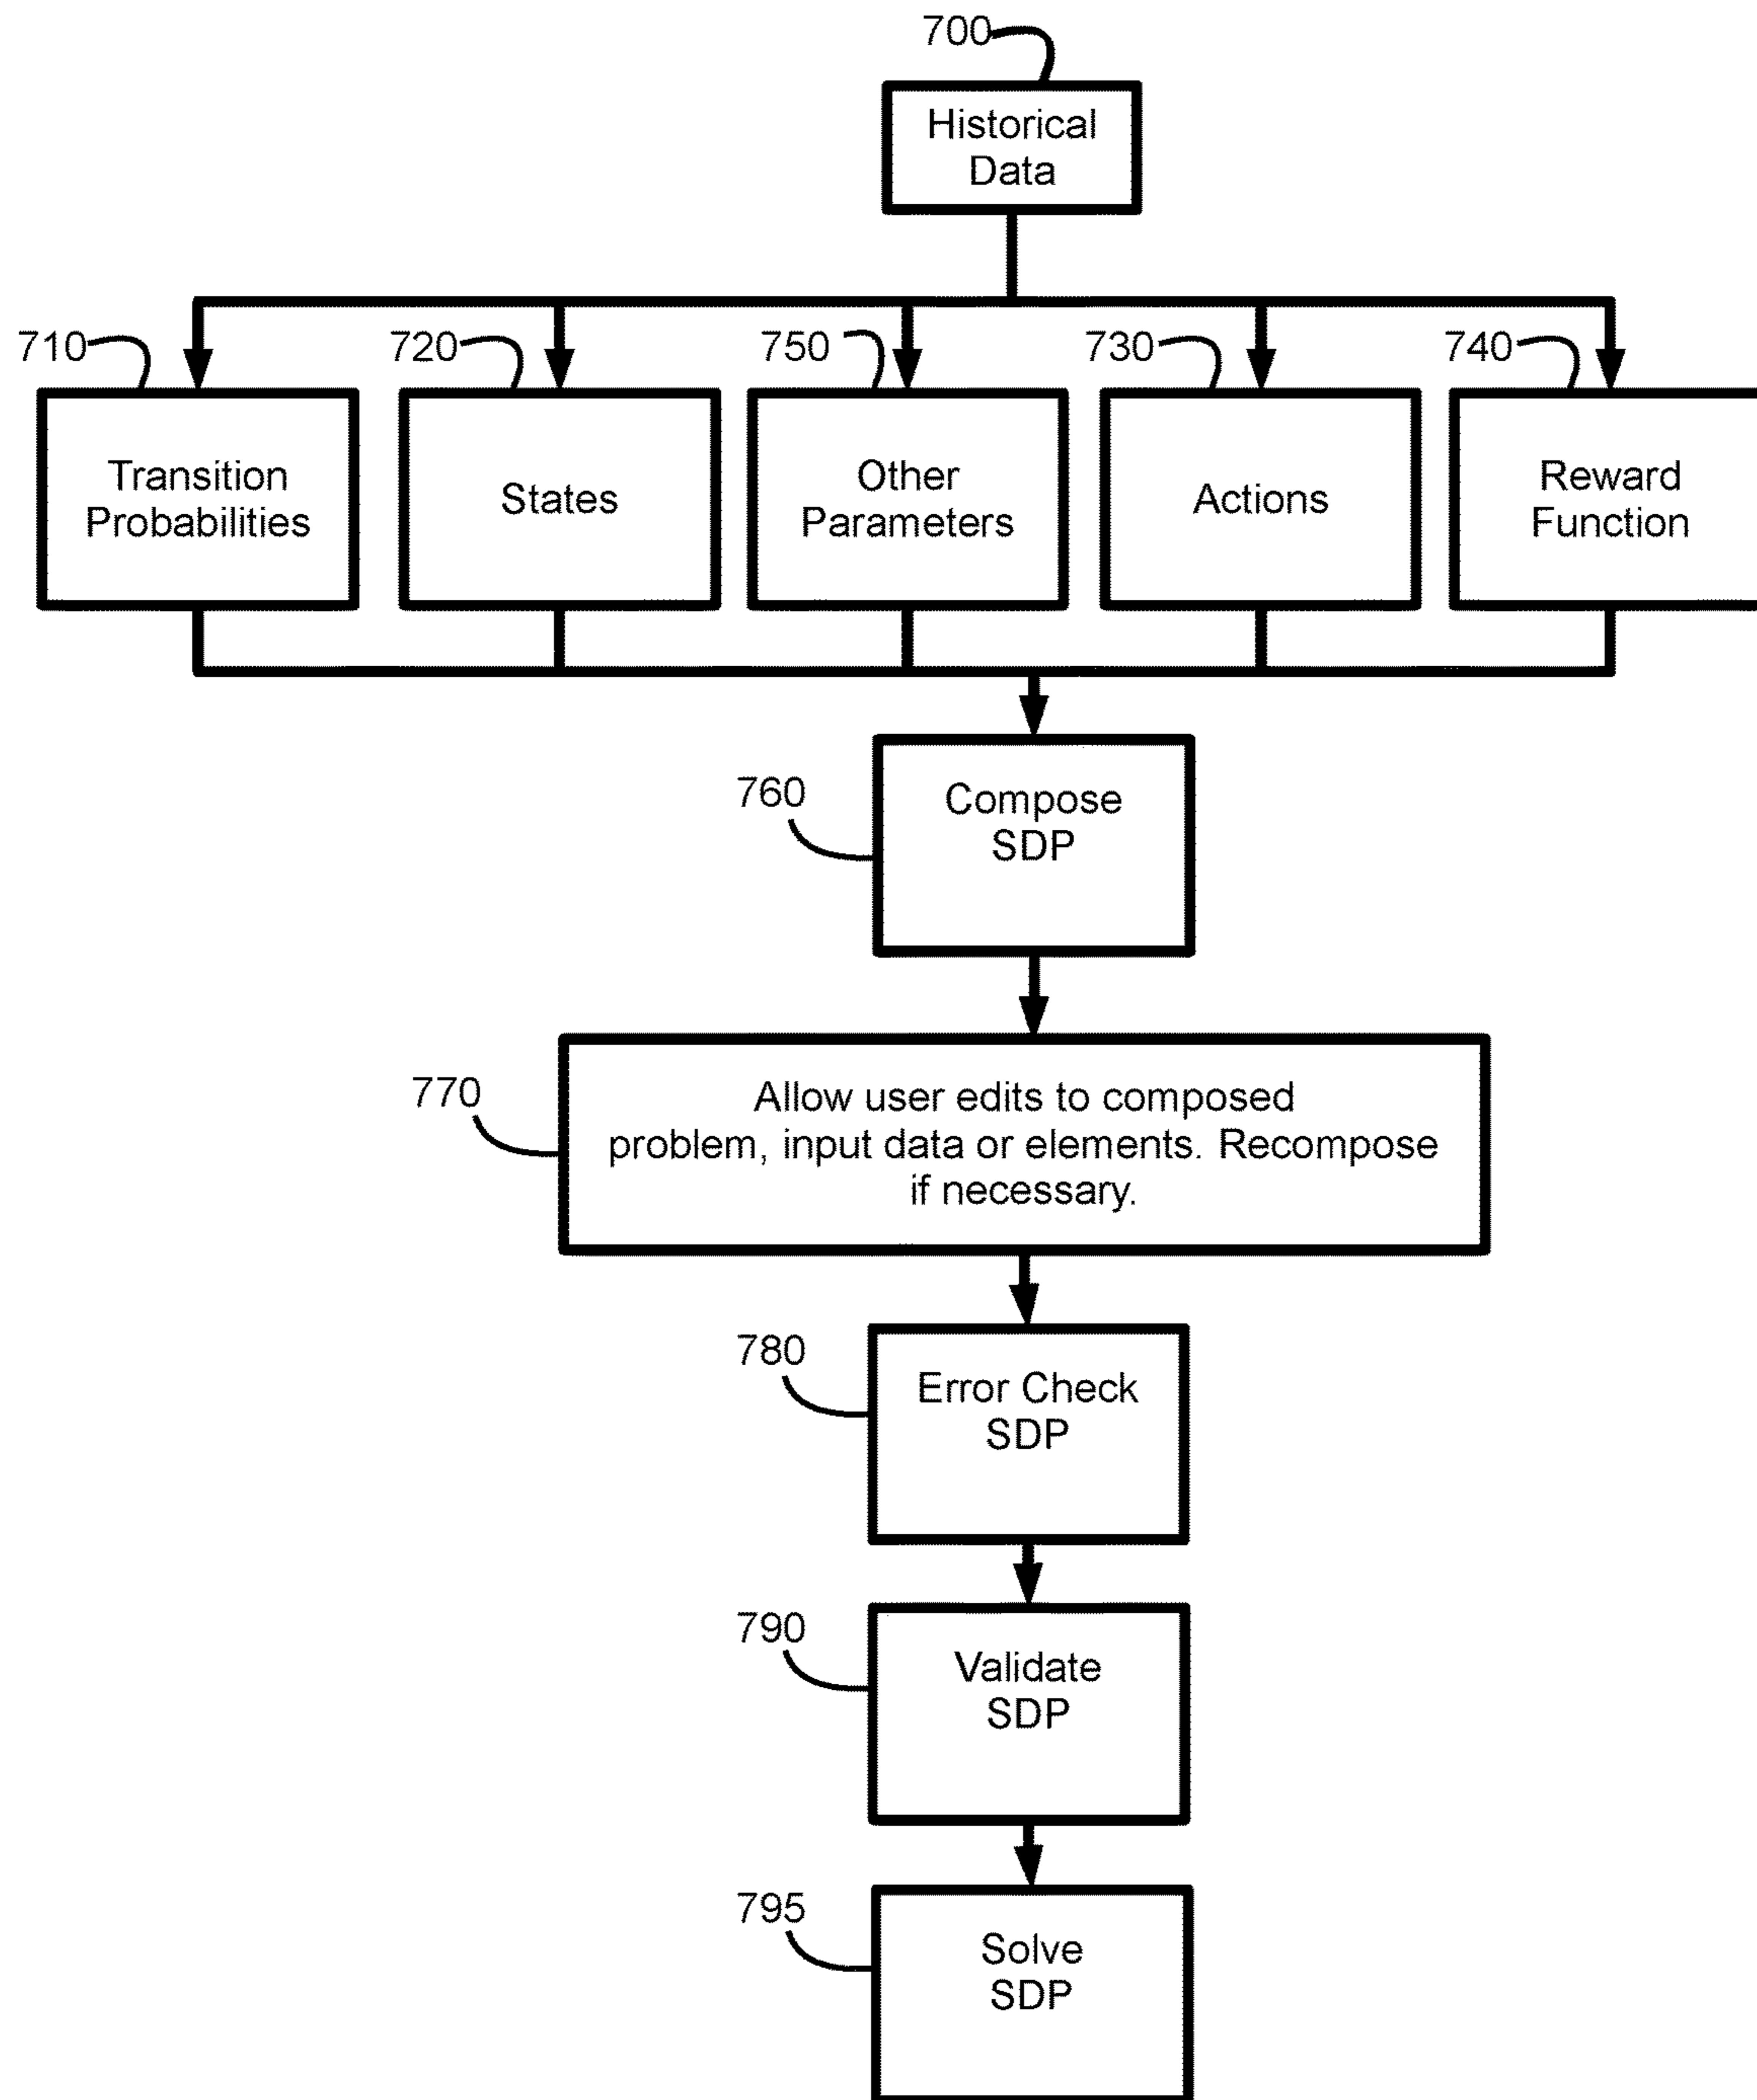 700
Historical
Data
710
720
750
730
740
Transition
Probabilities
States
Other
Parameters
Actions
Reward
Function
760
Compose
SDP
770
Allow user edits to composed
problem, input data or elements. Recompose
if necessary.
780
Error Check
SDP
790
Validate
SDP
795
Solve
SDP